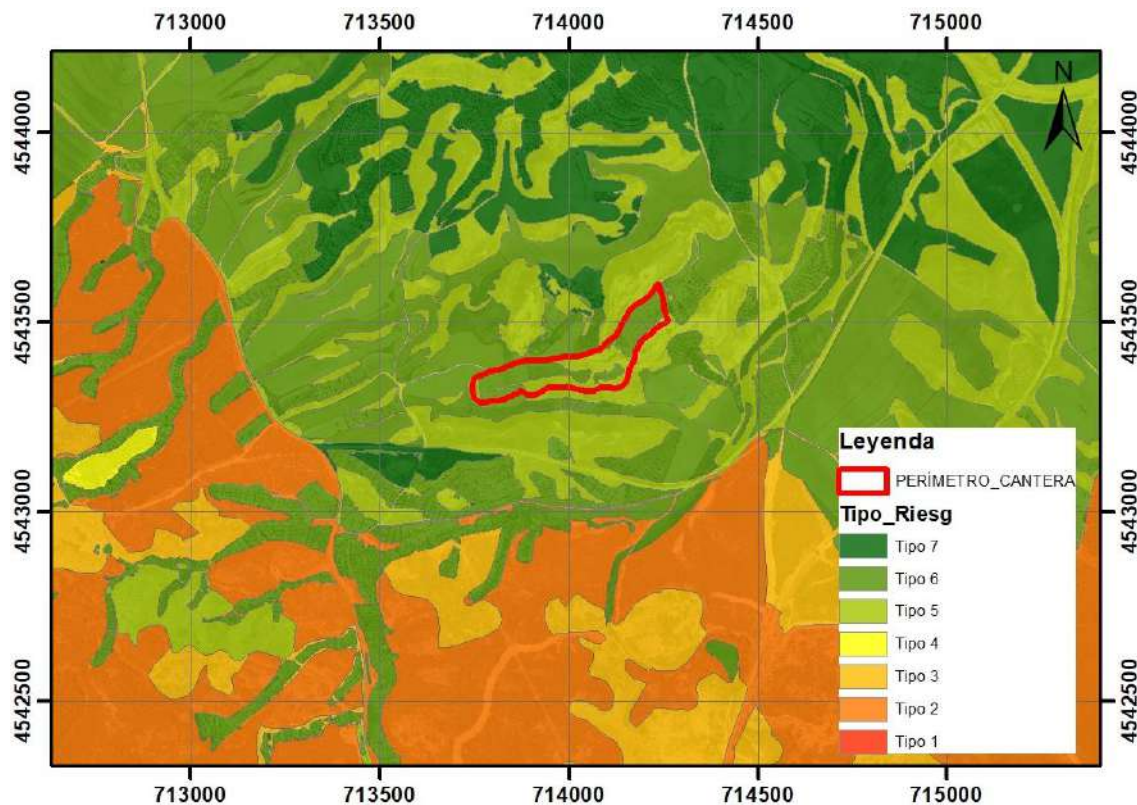 713000 713500 714000 714500 715000
N
4544000 4544000
4543500 4543500
4543000 4543000
4542500 4542500
Leyenda
PERÍMETRO_CANTERA
Tipo_Riesg
Tipo 7
Tipo 6
Tipo 5
Tipo 4
Tipo 3
Tipo 2
Tipo 1
713000 713500 714000 714500 715000